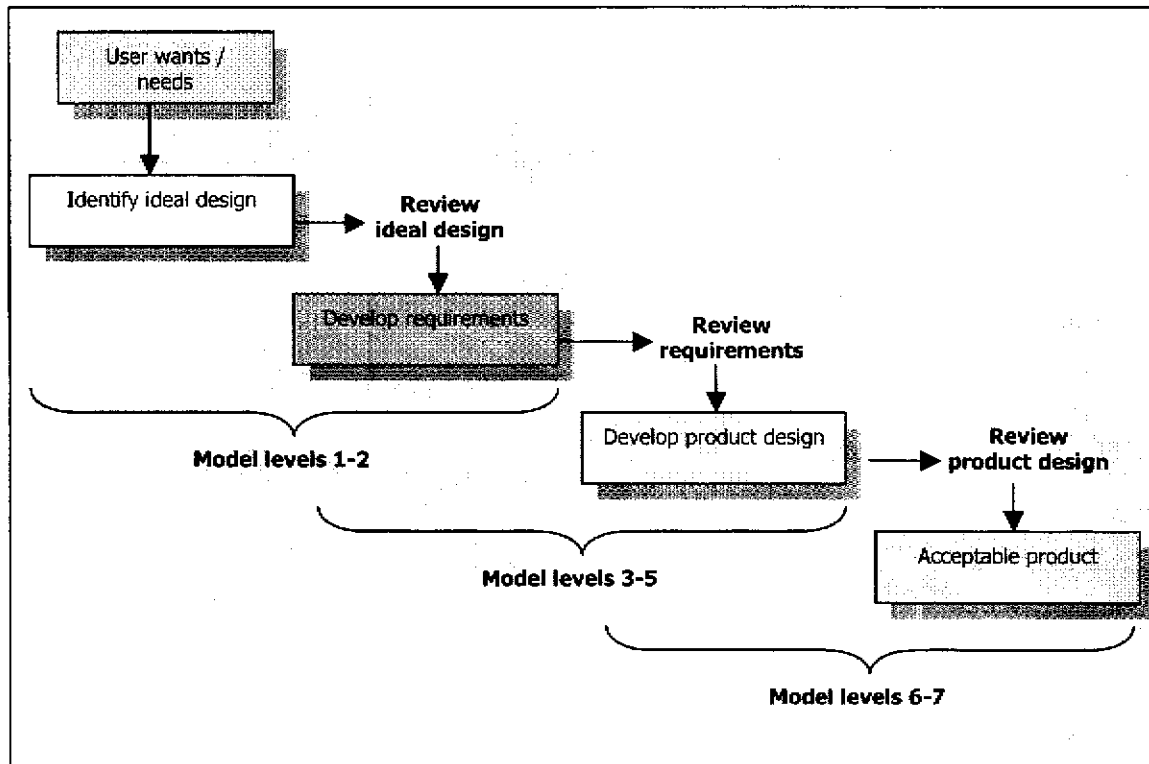 User wants /
needs
Identify ideal design
Review
ideal design
Develop requirements
Review
requirements
Model levels 1-2
Develop product design
Review
product design
Model levels 3-5
Acceptable product
Model levels 6-7